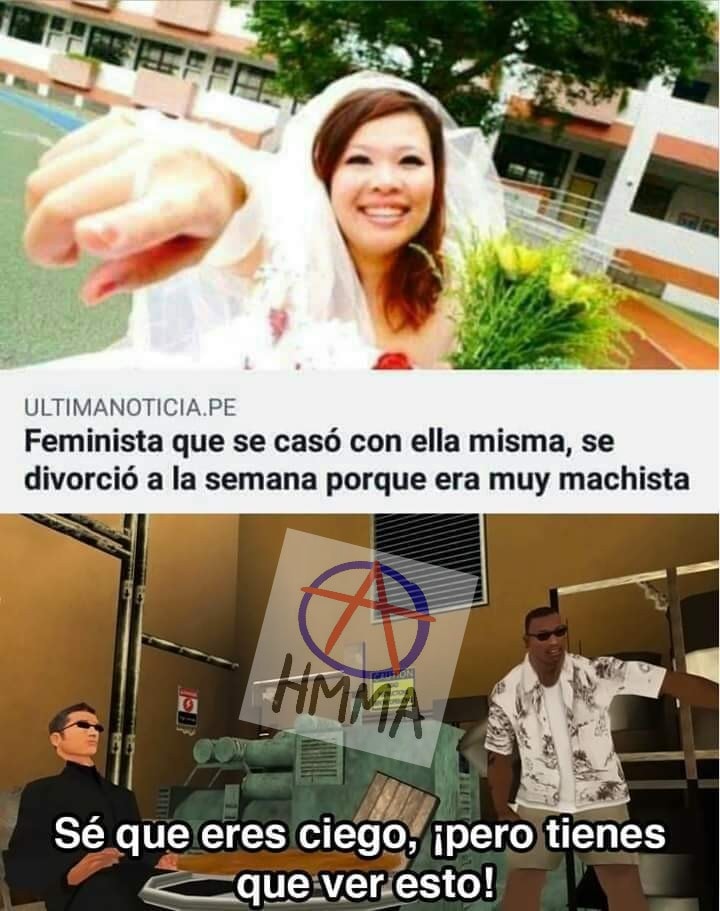 ULTIMANOTICIA.PE
Feminista que se casó con ella misma, se
divorció a la semana porque era muy machista
A
HMMA
CAUTION
Sé que eres ciego, ¡pero tienes
que ver esto!